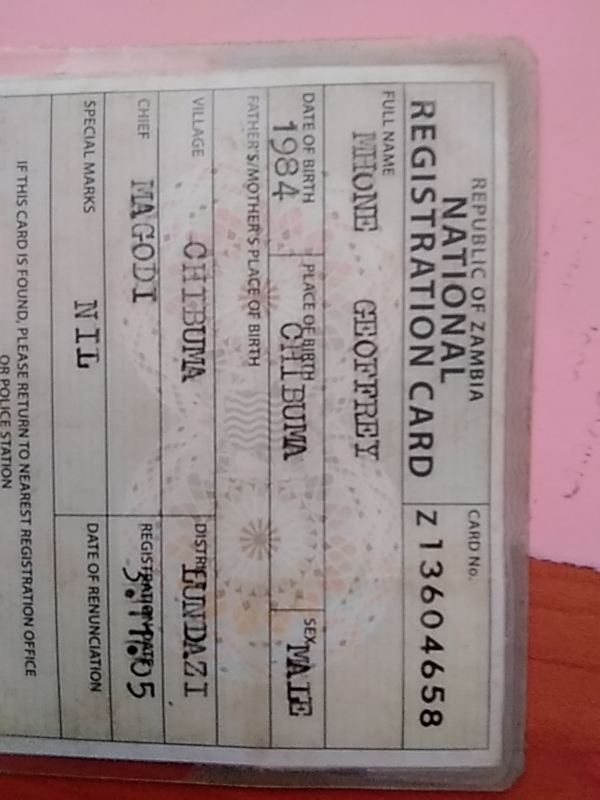 REPUBLIC OF ZAMBIA
NATIONAL
REGISTRATION CARD
CARD No.
Z 13604658
FULL NAME
MHONE GEOFFREY
DATE OF BIRTH
1984
PLACE OF BIRTH
CHIBUMA
SEX
MALE
FATHER'S/MOTHER'S PLACE OF BIRTH
VILLAGE
CHIBUMA
DISTRICT
LUNDAZI
CHIEF
MAGODI
REGISTRATION DATE
SPECIAL MARKS
NIL
DATE OF RENUNCIATION
IF THIS CARD IS FOUND, PLEASE RETURN TO NEAREST REGISTRATION OFFICE
OR POLICE STATION